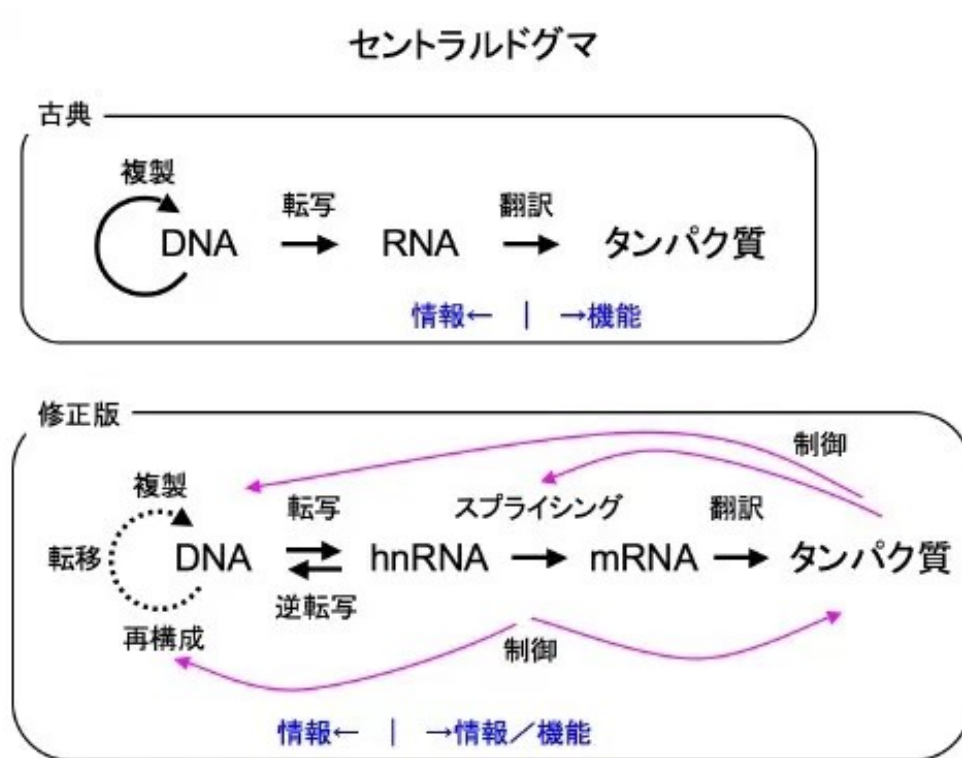 セントラルドグマ
古典
複製
転写 翻訳
DNA RNA タンパク質
情報← | →機能
修正版
制御
複製 転写 スプライシング 翻訳
転移 DNA hnRNA mRNA タンパク質
逆転写
再構成 制御
情報← | →情報／機能